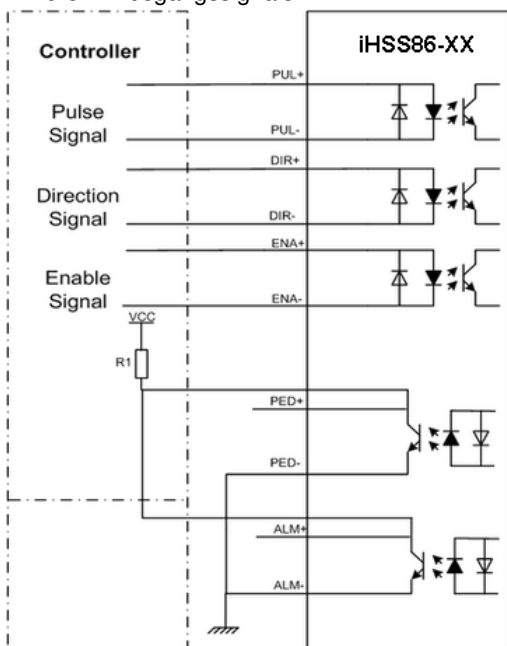 Controller
iHSS86-XX
PUL+
Pulse
Signal
PUL-
DIR+
Direction
Signal
DIR-
ENA+
Enable
Signal
ENA-
VCC
R1
PED+
PED-
ALM+
ALM-